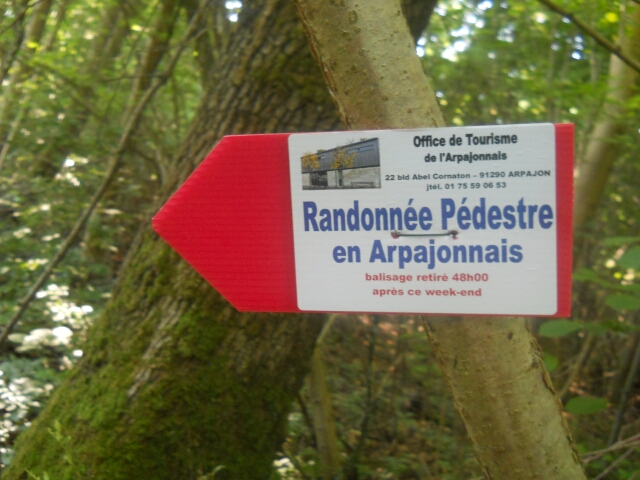 Office de Tourisme
de l'Arpajonnais
22 bld Abel Cornaton - 91290 ARPAJON
jtél. 01 75 59 06 53
Randonnée Pédestre
en Arpajonnais
balisage retiré 48h00
après ce week-end